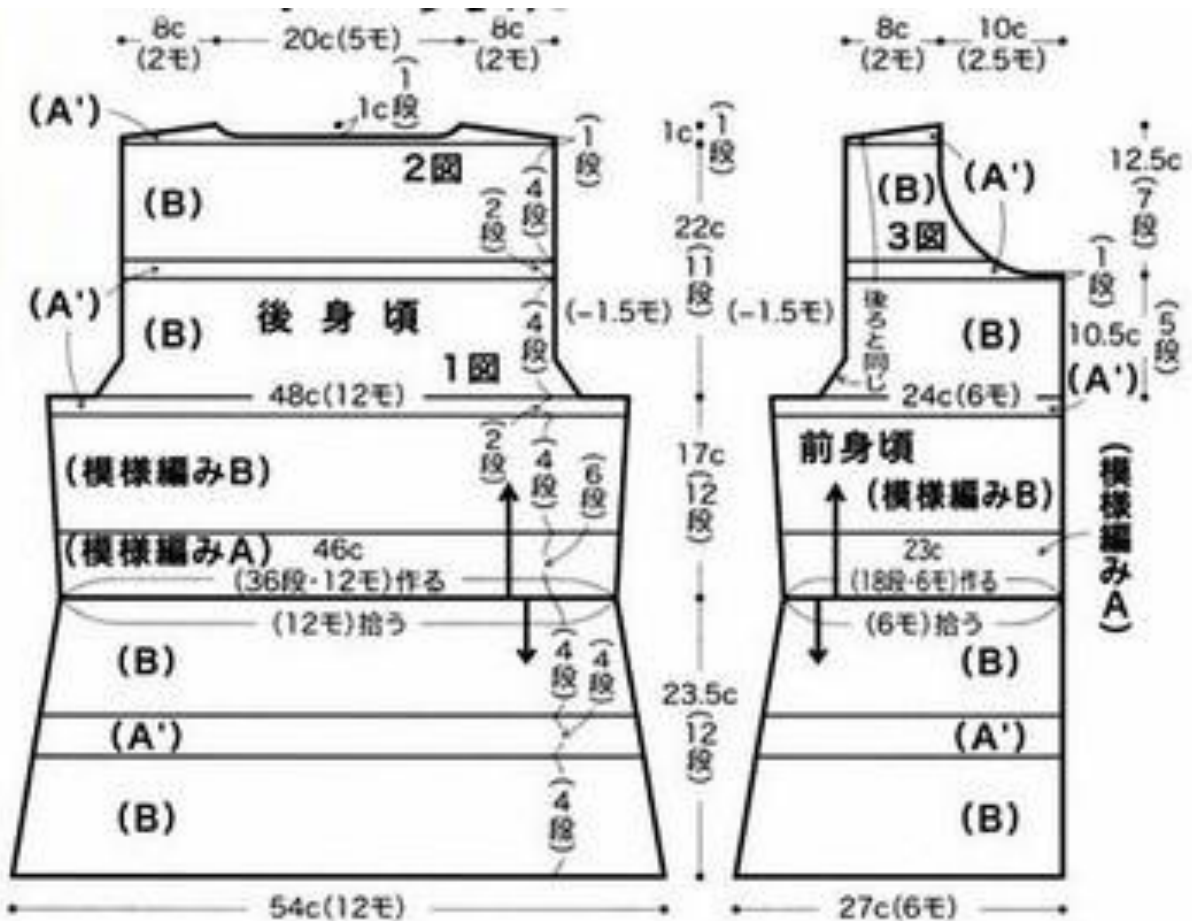 8c
(2モ)
20c(5モ)
8c
(2モ)
8c
(2モ)
10c
(2.5モ)
(A')
1c
(1段)
(1段)
1c
(1段)
2図
(B)
(4段)
(2段)
22c
(11段)
(B)
(A')
3図
12.5c
(7段)
(1段)
(A')
(B)
後身頃
(4段)
(-1.5モ)
(-1.5モ)
後ろと同じ
(B)
10.5c
(5段)
1図
(A')
48c(12モ)
24c(6モ)
(模様編みB)
(2段)
(4段)
(6段)
17c
(12段)
前身頃
(模様編みB)
(模様編みA)
(模様編みA)
46c
(36段・12モ)作る
23c
(18段・6モ)作る
(12モ)拾う
(6モ)拾う
(B)
(4段)
(4段)
23.5c
(12段)
(B)
(A')
(A')
(B)
(4段)
(B)
54c(12モ)
27c(6モ)